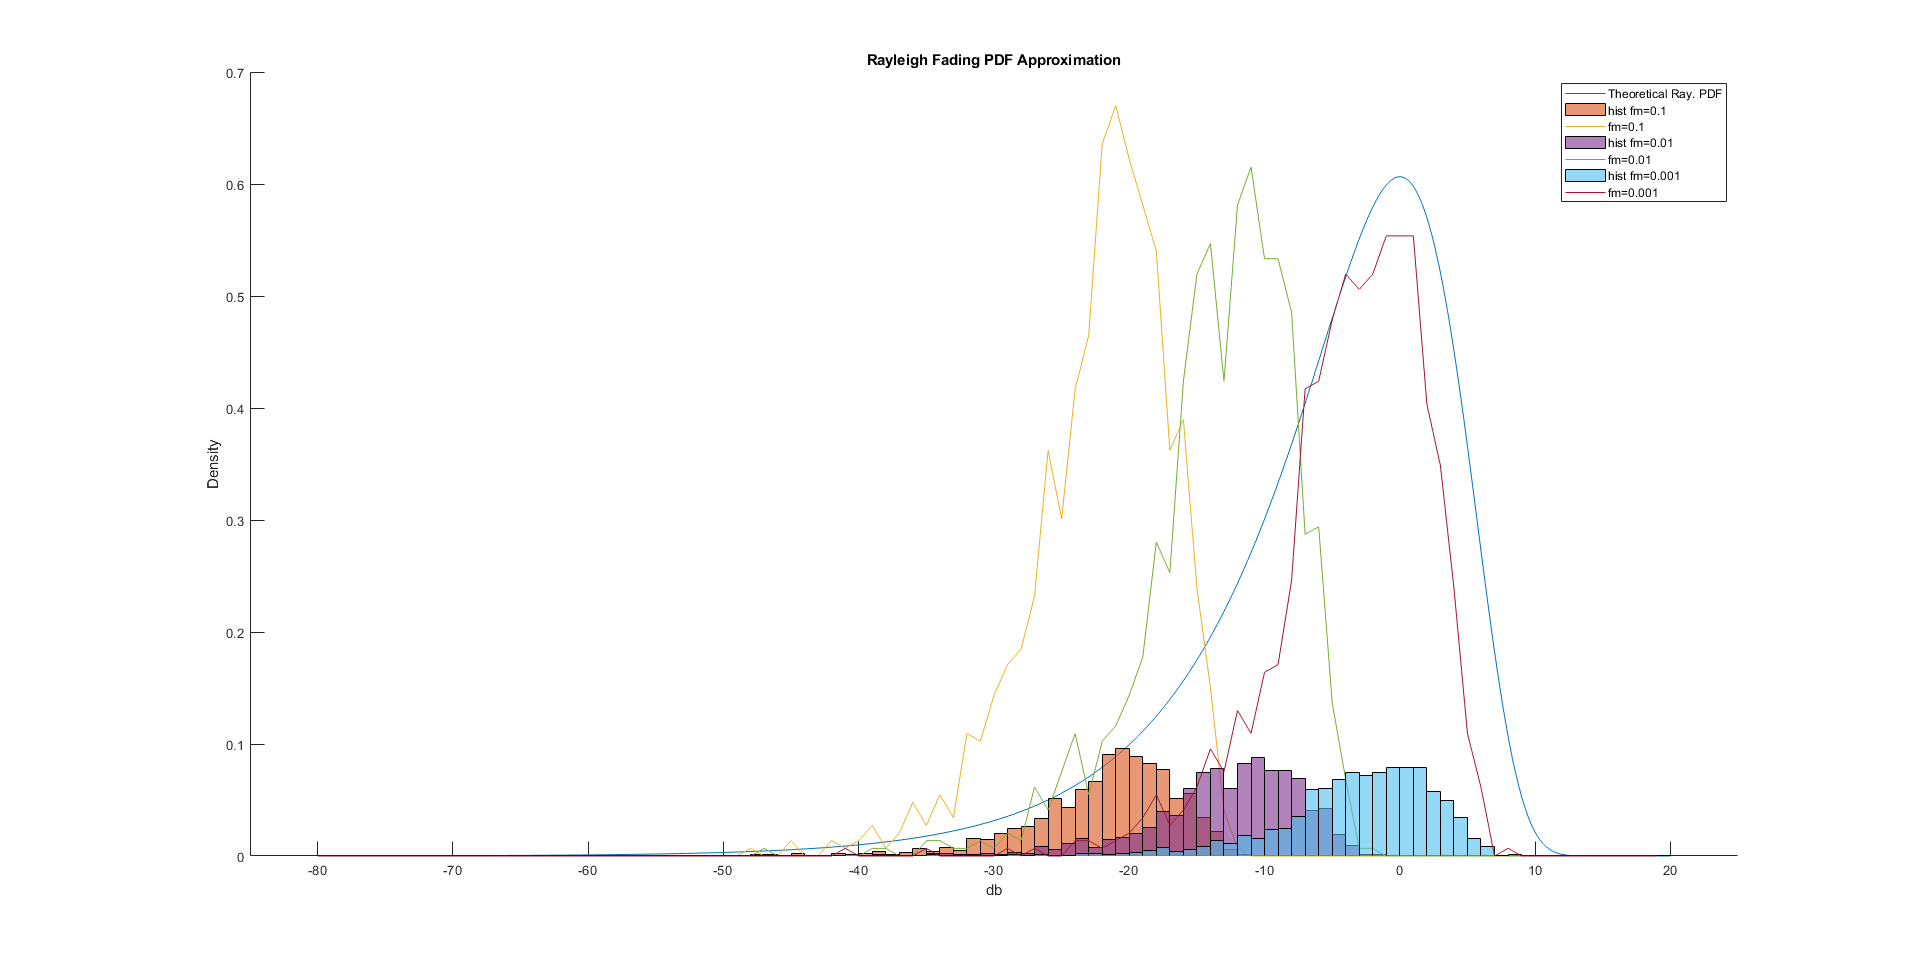 Rayleigh Fading PDF Approximation
0.7
0.6
0.5
0.4
0.3
0.2
0.1
0
Density
-80 -70 -60 -50 -40 -30 -20 -10 0 10 20
db
Theoretical Ray. PDF
hist fm=0.1
fm=0.1
hist fm=0.01
fm=0.01
hist fm=0.001
fm=0.001